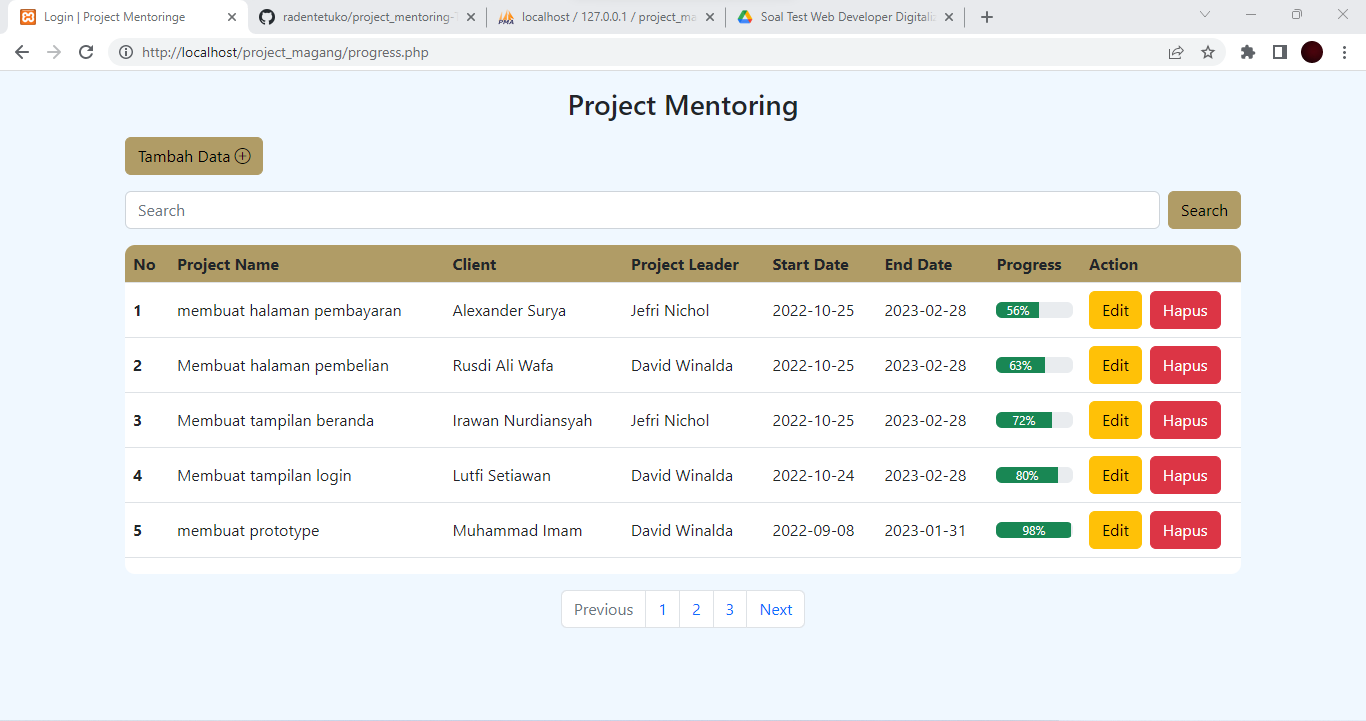 Login | Project Mentoringe
radentetuko/project_mentoring-
localhost / 127.0.0.1 / project_ma
Soal Test Web Developer Digitali
http://localhost/project_magang/progress.php
Project Mentoring
Tambah Data
Search Search
No Project Name Client Project Leader Start Date End Date Progress Action
1 membuat halaman pembayaran Alexander Surya Jefri Nichol 2022-10-25 2023-02-28 56% Edit Hapus
2 Membuat halaman pembelian Rusdi Ali Wafa David Winalda 2022-10-25 2023-02-28 63% Edit Hapus
3 Membuat tampilan beranda Irawan Nurdiansyah Jefri Nichol 2022-10-25 2023-02-28 72% Edit Hapus
4 Membuat tampilan login Lutfi Setiawan David Winalda 2022-10-24 2023-02-28 80% Edit Hapus
5 membuat prototype Muhammad Imam David Winalda 2022-09-08 2023-01-31 98% Edit Hapus
Previous 1 2 3 Next